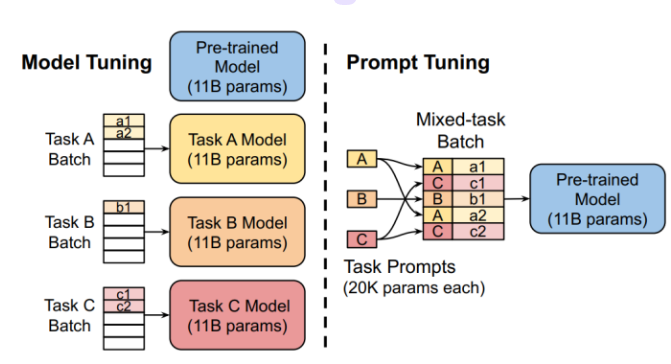 Model Tuning
Pre-trained
Model
(11B params)
a1
a2
Task A
Batch
Task A Model
(11B params)
b1
Task B
Batch
Task B Model
(11B params)
c1
c2
Task C
Batch
Task C Model
(11B params)
Prompt Tuning
Mixed-task
Batch
A
B
C
A a1
C c1
B b1
A a2
C c2
Task Prompts
(20K params each)
Pre-trained
Model
(11B params)